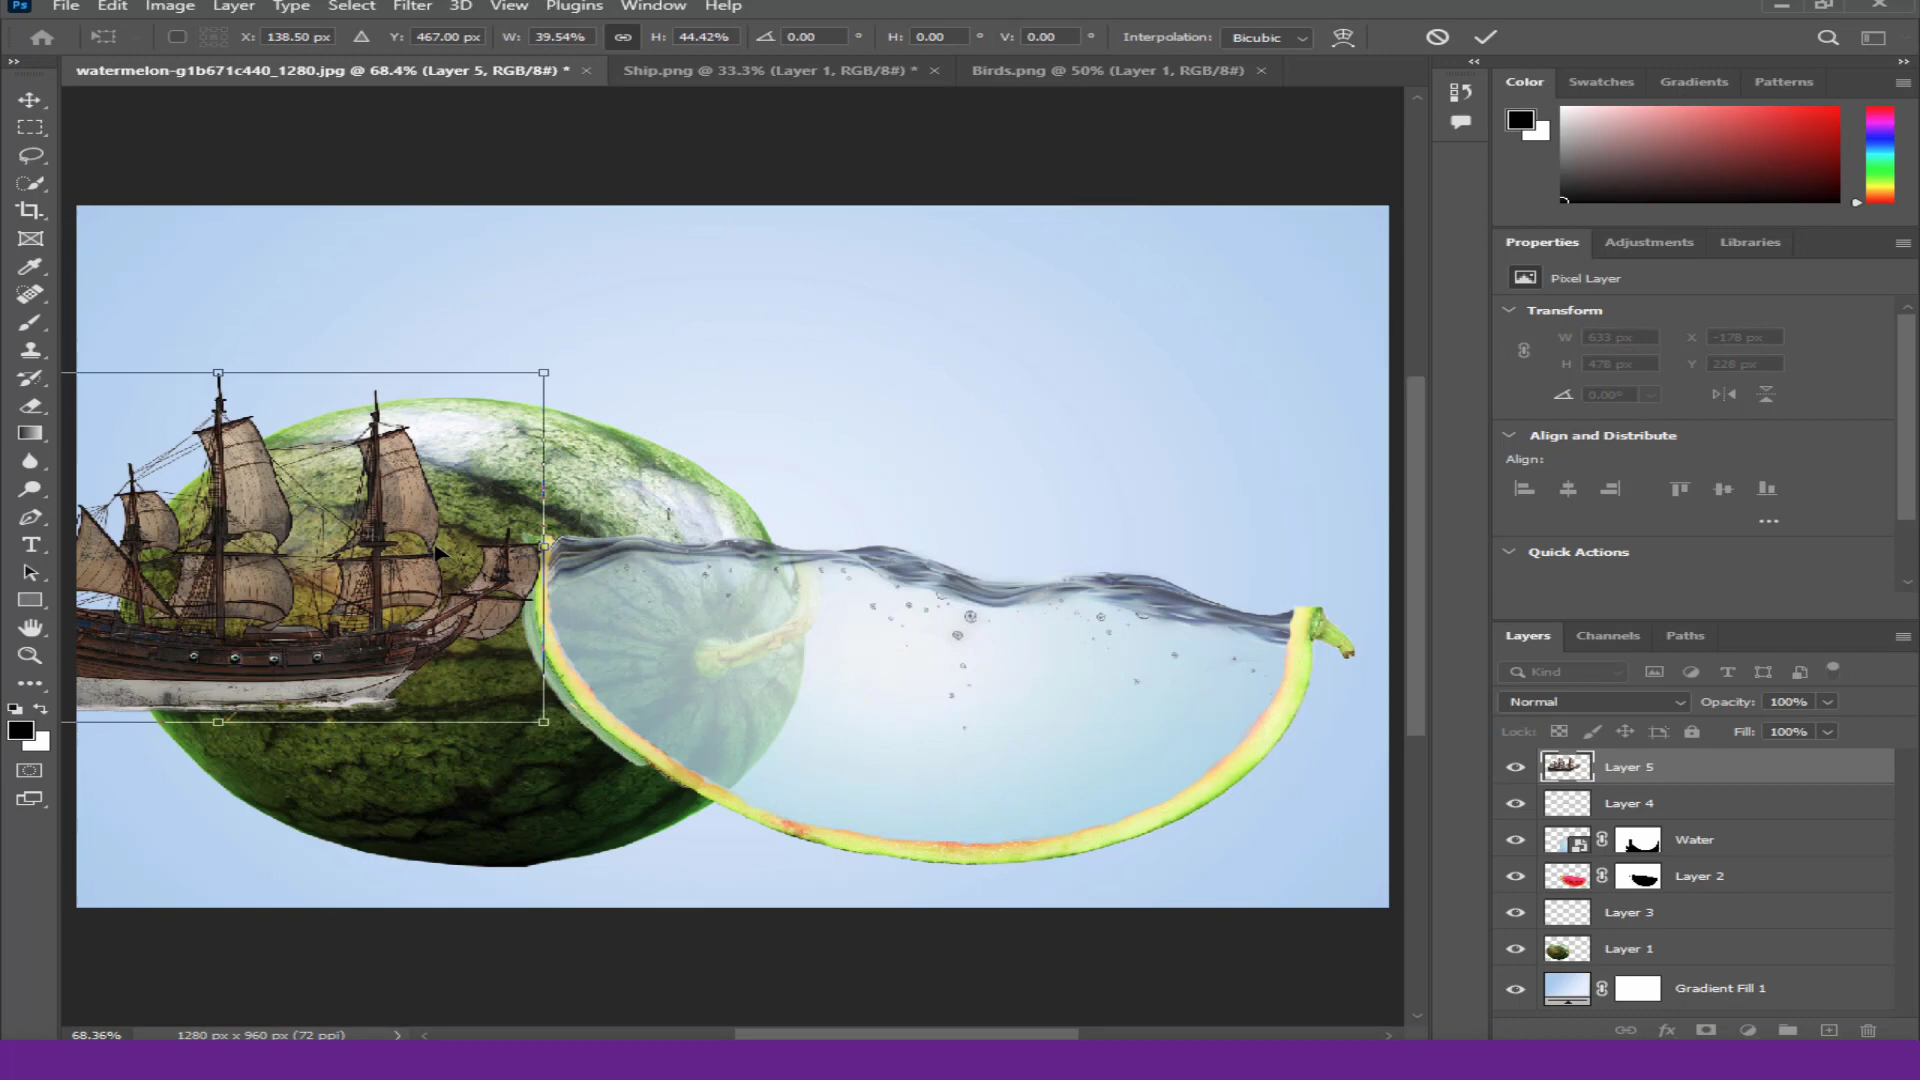 Ps File Edit Image Layer Type Select Filter 3D View Plugins Window Help
X: 138.50 px Y: 467.00 px W: 39.54% H: 44.42% 0.00 ° H: 0.00 ° V: 0.00 ° Interpolation: Bicubic
watermelon-g1b671c440_1280.jpg @ 68.4% (Layer 5, RGB/8#) * Ship.png @ 33.3% (Layer 1, RGB/8#) * Birds.png @ 50% (Layer 1, RGB/8#)
Color Swatches Gradients Patterns
Properties Adjustments Libraries
Pixel Layer
Transform
W 633 px X -178 px
H 478 px Y 228 px
0.00°
Align and Distribute
Align:
Quick Actions
Layers Channels Paths
Kind
Normal Opacity: 100%
Lock: Fill: 100%
Layer 5
Layer 4
Water
Layer 2
Layer 3
Layer 1
Gradient Fill 1
68.36% 1280 px x 960 px (72 ppi)